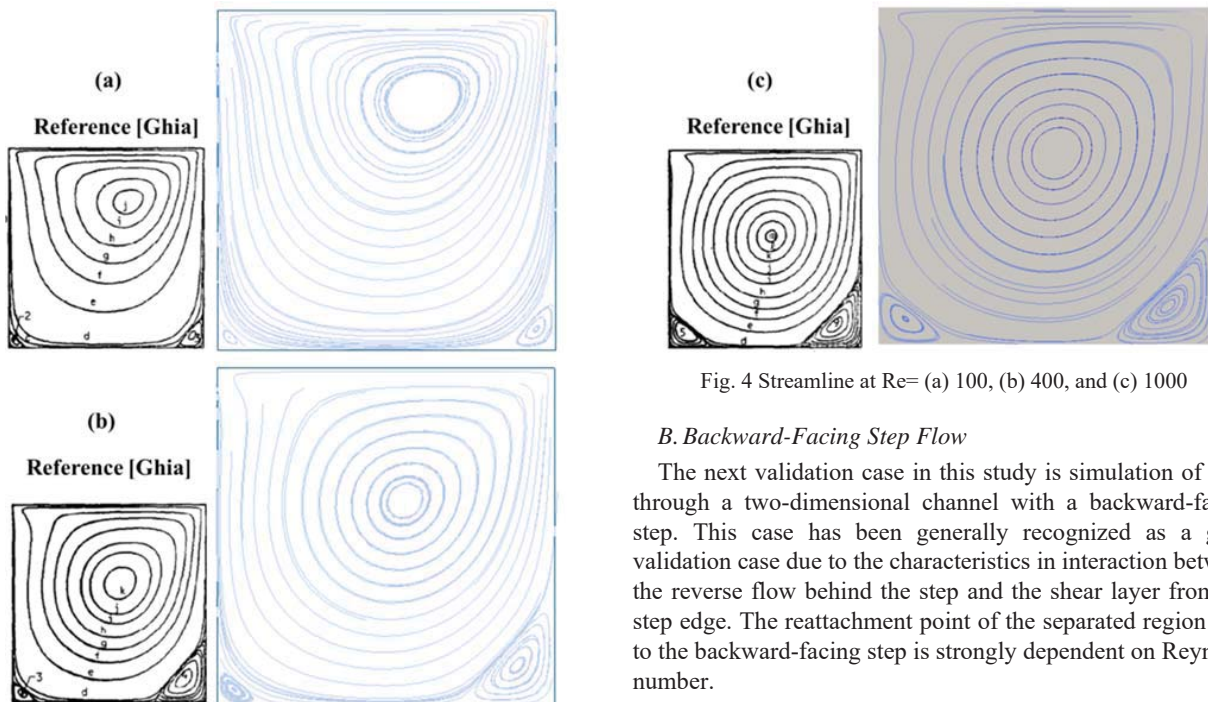 (a)
Reference [Ghia]
j
i
h
g
f
e
2
d
(b)
Reference [Ghia]
k
j
i
h
g
f
e
3
d
(c)
Reference [Ghia]
h
g
f
e
5
d
Fig. 4 Streamline at Re= (a) 100, (b) 400, and (c) 1000
B. Backward-Facing Step Flow
The next validation case in this study is simulation of
through a two-dimensional channel with a backward-fa
step. This case has been generally recognized as a g
validation case due to the characteristics in interaction betw
the reverse flow behind the step and the shear layer from
step edge. The reattachment point of the separated region
to the backward-facing step is strongly dependent on Reyn
number.